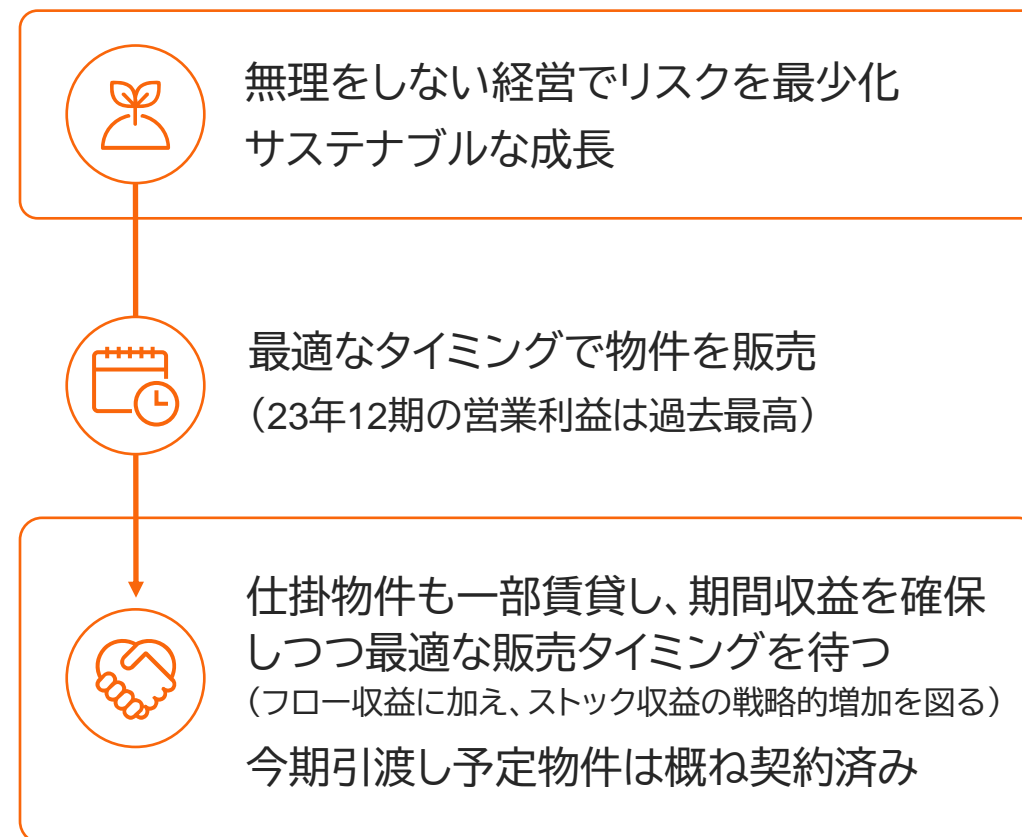 無理をしない経営でリスクを最少化
サステナブルな成長
最適なタイミングで物件を販売
（23年12期の営業利益は過去最高）
仕掛物件も一部賃貸し、期間収益を確保
しつつ最適な販売タイミングを待つ
（フロー収益に加え、ストック収益の戦略的増加を図る）
今期引渡し予定物件は概ね契約済み